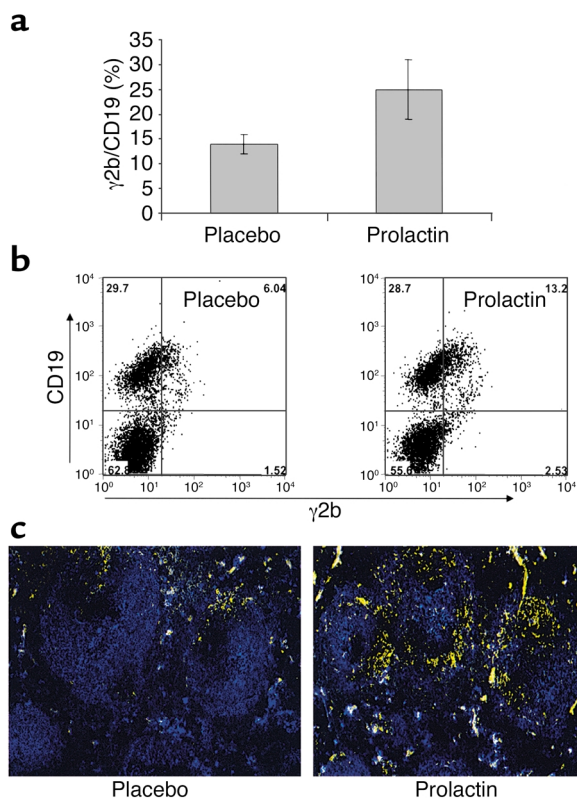 a
γ2b/CD19 (%)
35
30
25
20
15
10
5
0
Placebo Prolactin
b
CD19
10⁴
10³
10²
10¹
10⁰
29.7 6.04
Placebo
1.52
10⁰ 10¹ 10² 10³ 10⁴
10⁴
10³
10²
10¹
10⁰
28.7 13.2
Prolactin
2.53
10⁰ 10¹ 10² 10³ 10⁴
γ2b
c
Placebo Prolactin